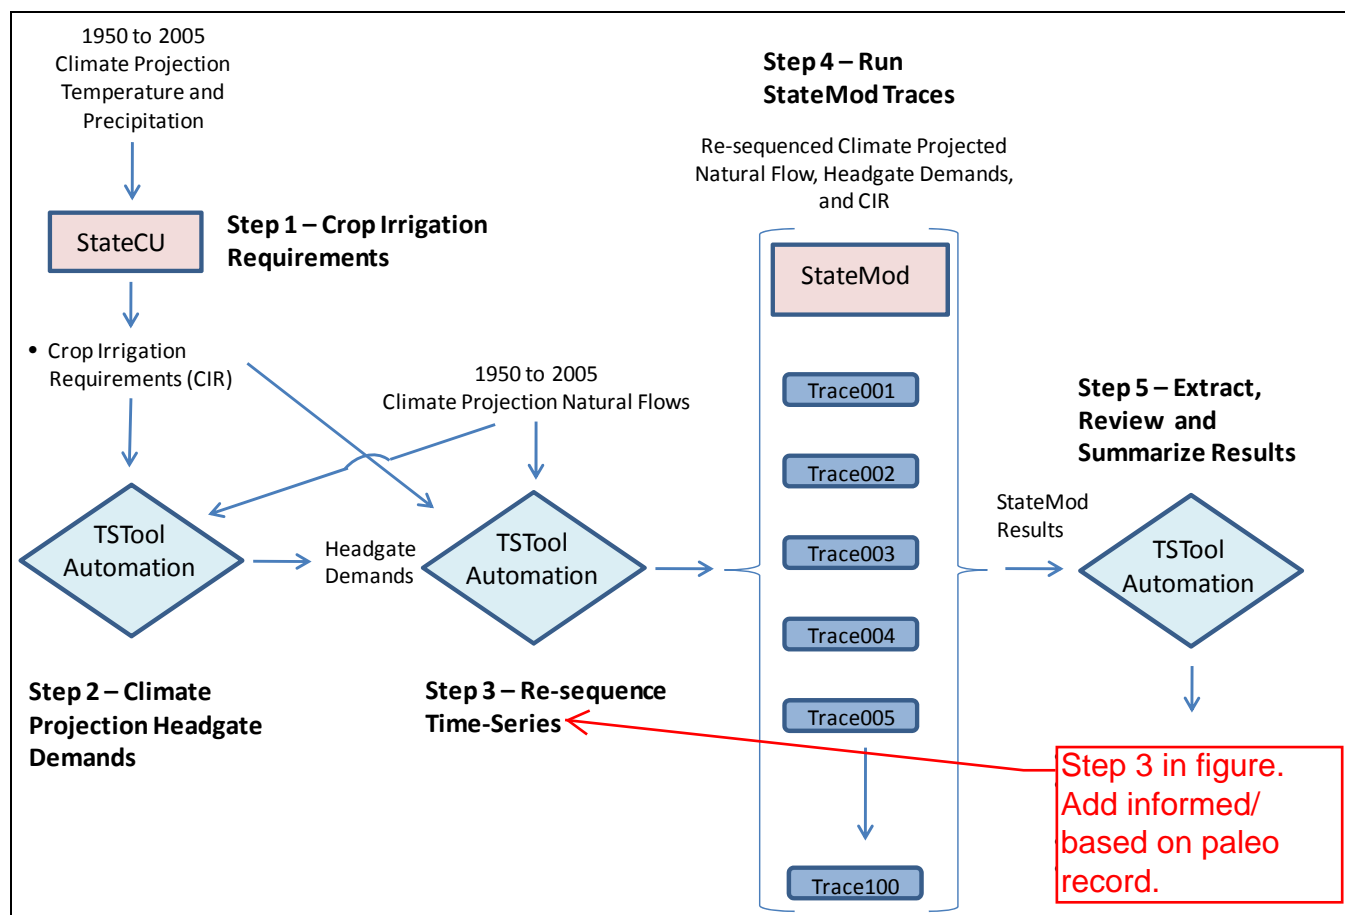 1950 to 2005
Climate Projection
Temperature and
Precipitation
StateCU
Step 1 – Crop Irrigation
Requirements
• Crop Irrigation
Requirements (CIR)
1950 to 2005
Climate Projection Natural Flows
TSTool
Automation
Headgate
Demands
TSTool
Automation
Step 2 – Climate
Projection Headgate
Demands
Step 3 – Re-sequence
Time-Series
Step 4 – Run
StateMod Traces
Re-sequenced Climate Projected
Natural Flow, Headgate Demands,
and CIR
StateMod
Trace001
Trace002
Trace003
Trace004
Trace005
Trace100
Step 5 – Extract,
Review and
Summarize Results
StateMod
Results
TSTool
Automation
Step 3 in figure.
Add informed/
based on paleo
record.